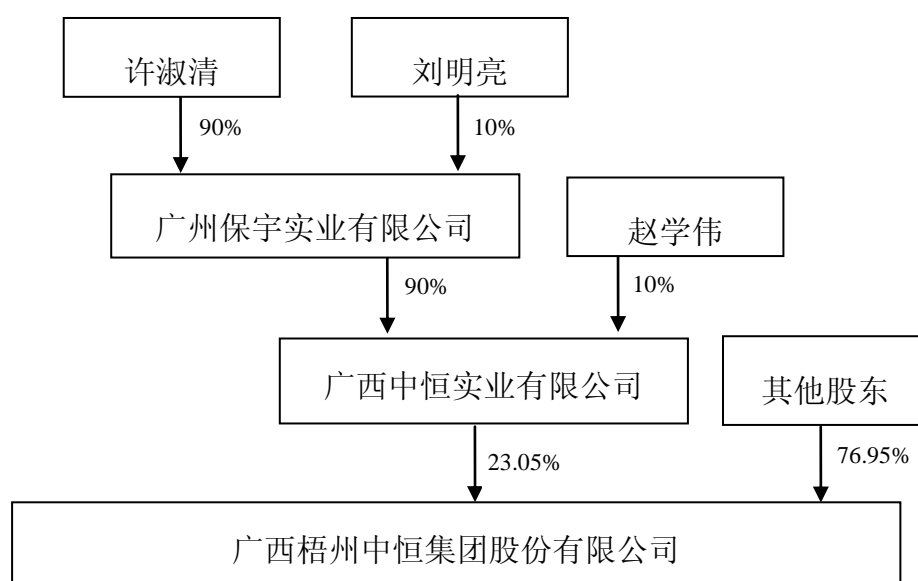 许淑清
刘明亮
90%
10%
广州保宇实业有限公司
赵学伟
90%
10%
广西中恒实业有限公司
其他股东
23.05%
76.95%
广西梧州中恒集团股份有限公司